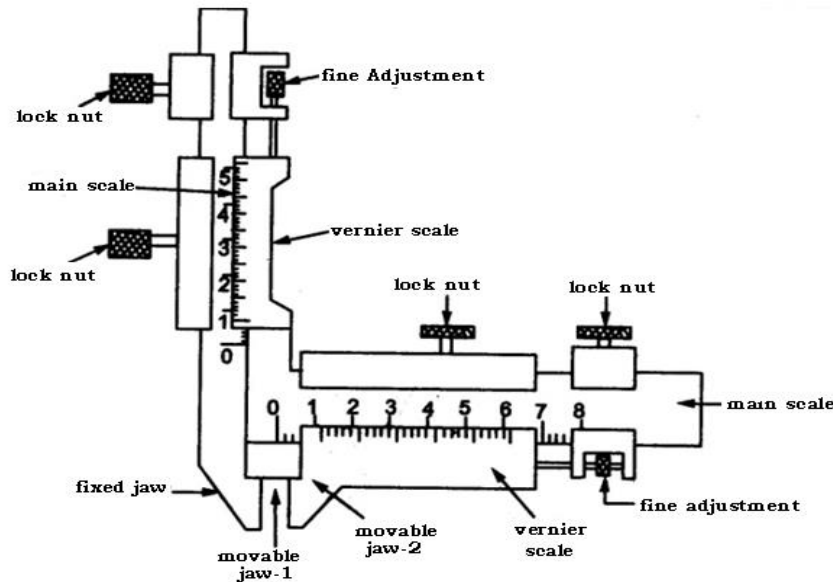 fine Adjustment
lock nut
main scale
5
4
3
2
1
0
vernier scale
lock nut
lock nut
lock nut
0 1 2 3 4 5 6 7 8
main scale
fixed jaw
movable
jaw-1
movable
jaw-2
vernier
scale
fine adjustment